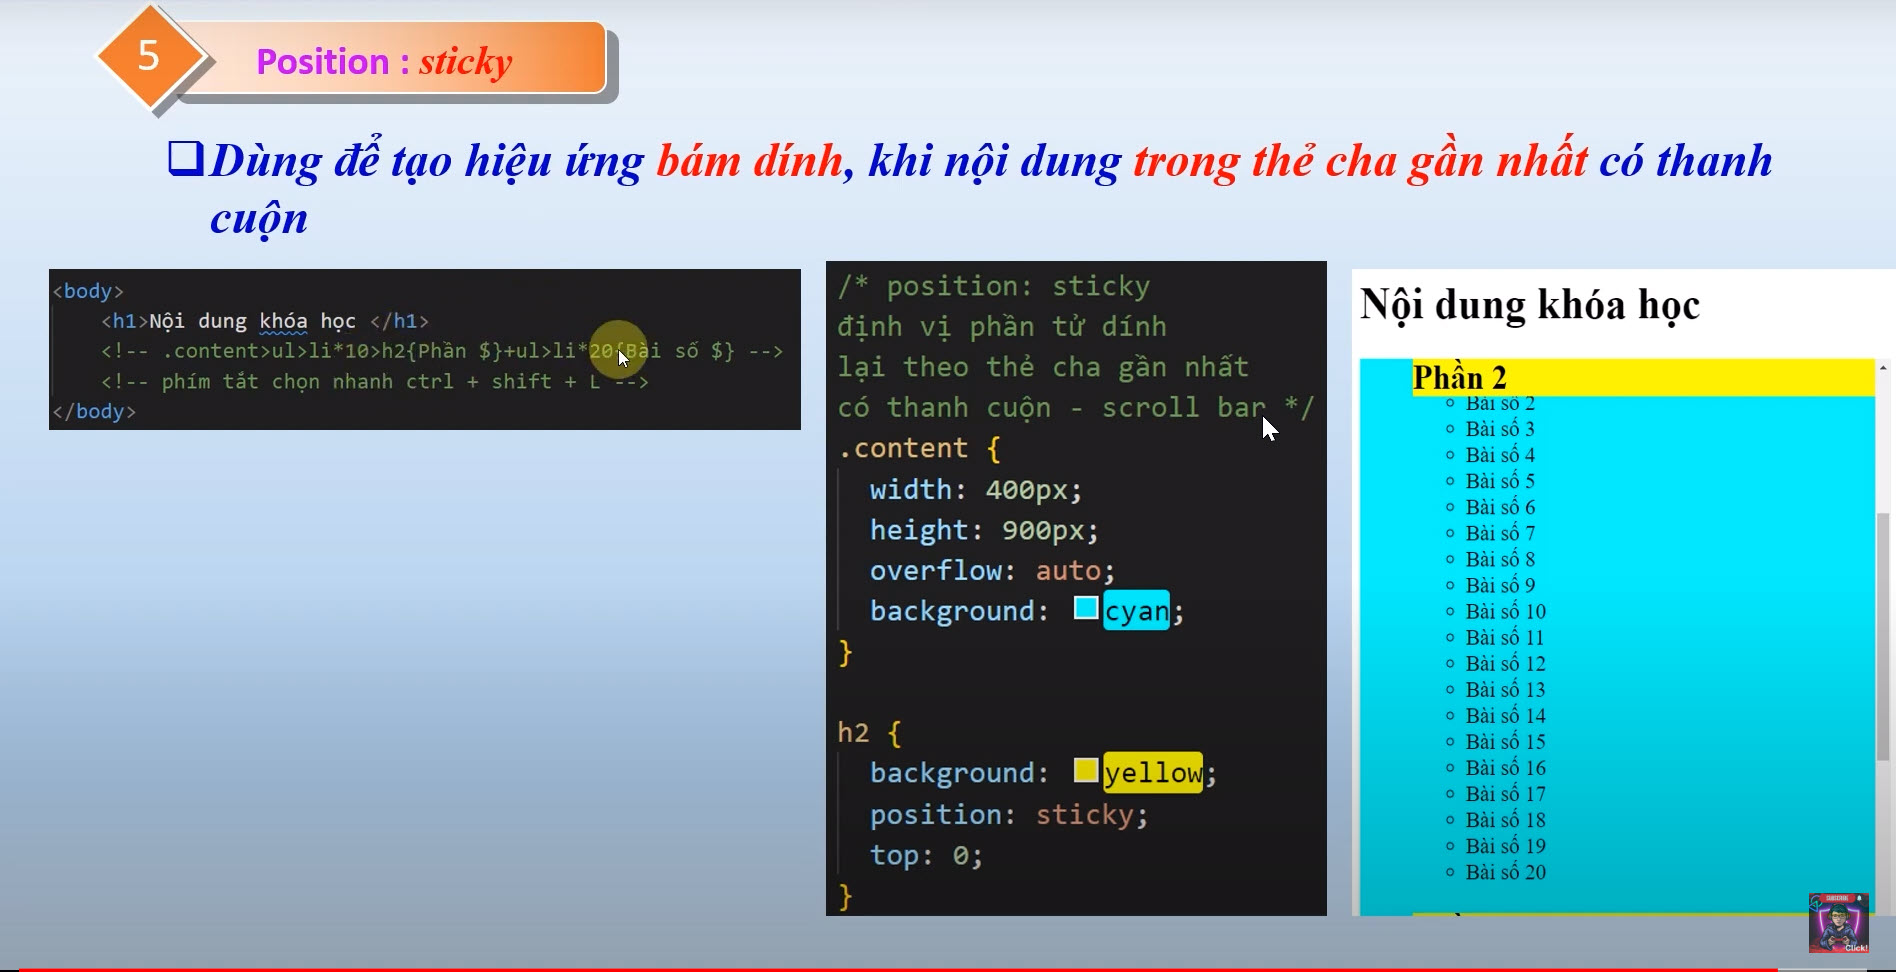 5
Position : sticky
Dùng để tạo hiệu ứng bám dính, khi nội dung trong thẻ cha gần nhất có thanh
cuộn
<body>
<h1>Nội dung khóa học </h1>
<!-- .content>ul>li*10>h2{Phần $}+ul>li*20{Bài số $} -->
<!-- phím tắt chọn nhanh ctrl + shift + L -->
</body>
/* position: sticky
định vị phần tử dính
lại theo thẻ cha gần nhất
có thanh cuộn - scroll bar */
.content {
width: 400px;
height: 900px;
overflow: auto;
background: cyan;
}
h2 {
background: yellow;
position: sticky;
top: 0;
}
Nội dung khóa học
Phần 2
Bài số 2
Bài số 3
Bài số 4
Bài số 5
Bài số 6
Bài số 7
Bài số 8
Bài số 9
Bài số 10
Bài số 11
Bài số 12
Bài số 13
Bài số 14
Bài số 15
Bài số 16
Bài số 17
Bài số 18
Bài số 19
Bài số 20
Click!